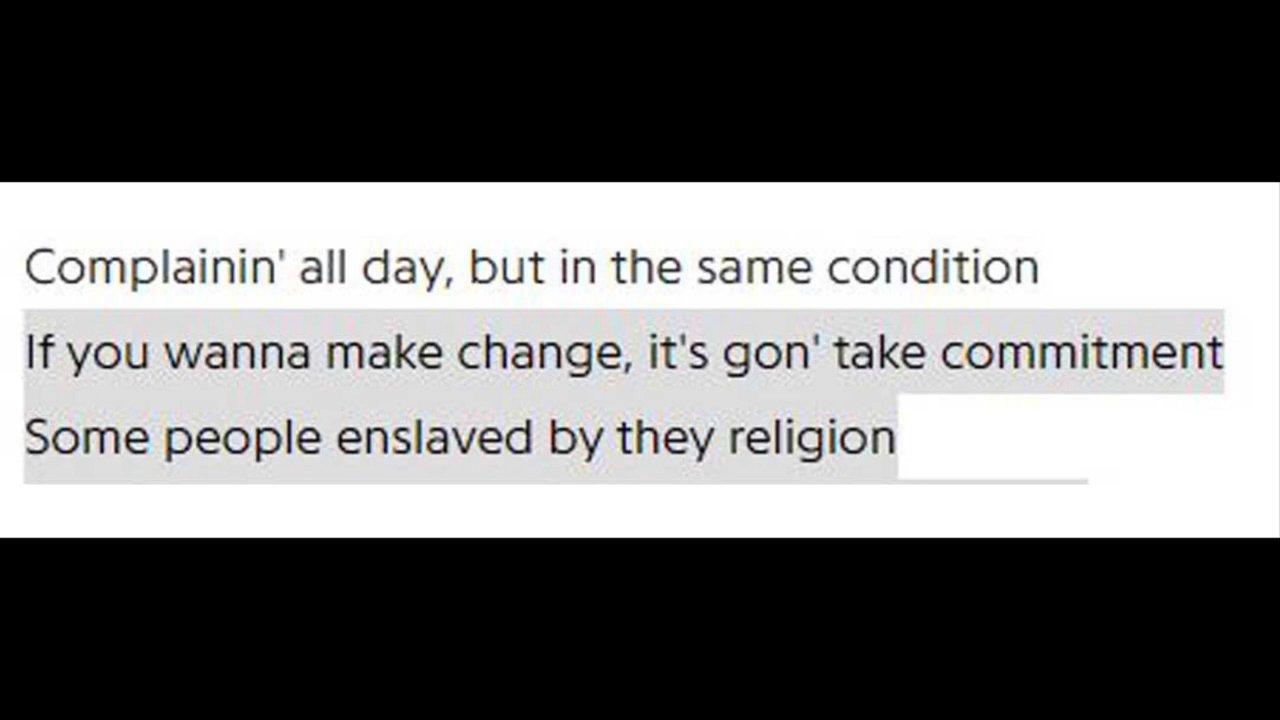 Complainin' all day, but in the same condition
If you wanna make change, it's gon' take commitment
Some people enslaved by they religion